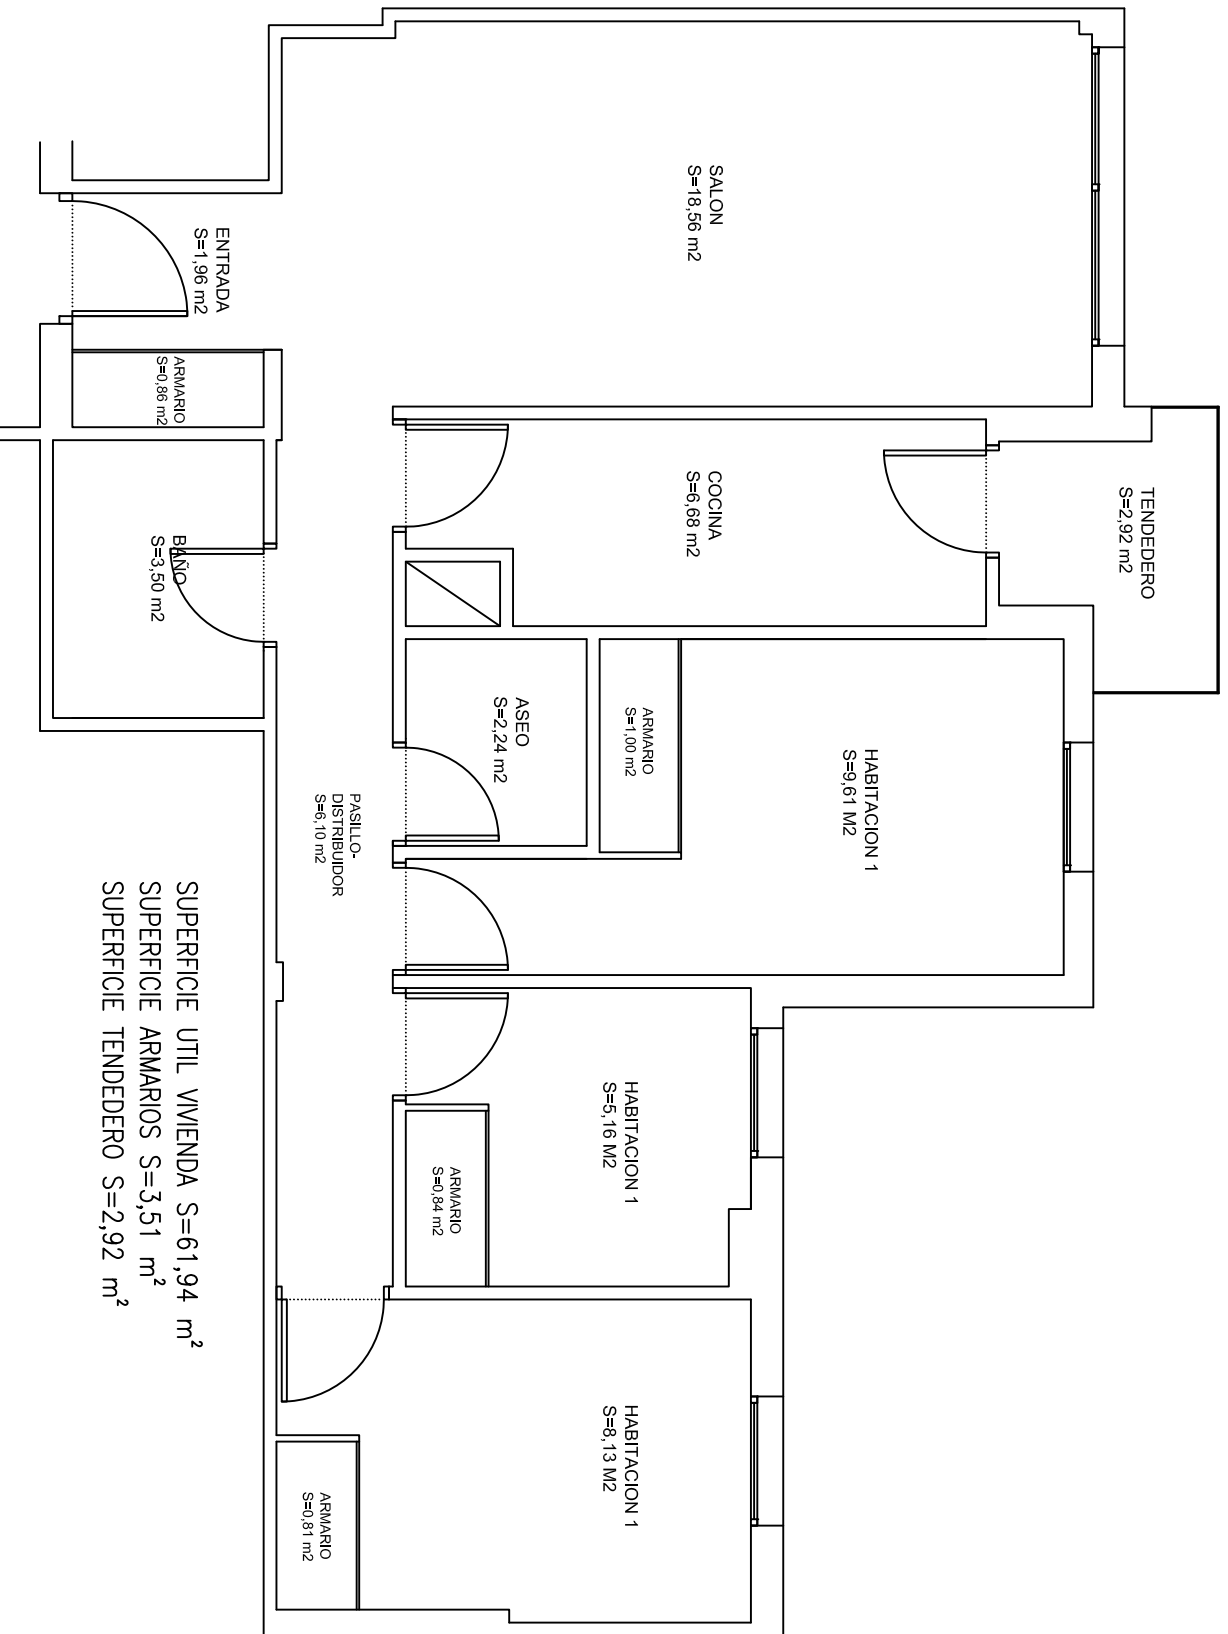 SALON
S=18,56 m2
ENTRADA
S=1,96 m2
ARMARIO
S=0,86 m2
TENDEDERO
S=2,92 m2
COCINA
S=6,68 m2
BAÑO
S=3,50 m2
ASEO
S=2,24 m2
ARMARIO
S=1,00 m2
HABITACION 1
S=9,61 M2
PASILLO-
DISTRIBUIDOR
S=6,10 m2
HABITACION 1
S=5,16 M2
ARMARIO
S=0,84 m2
HABITACION 1
S=8,13 M2
ARMARIO
S=0,81 m2
SUPERFICIE UTIL VIVIENDA S=61,94 m²
SUPERFICIE ARMARIOS S=3,51 m²
SUPERFICIE TENDEDERO S=2,92 m²